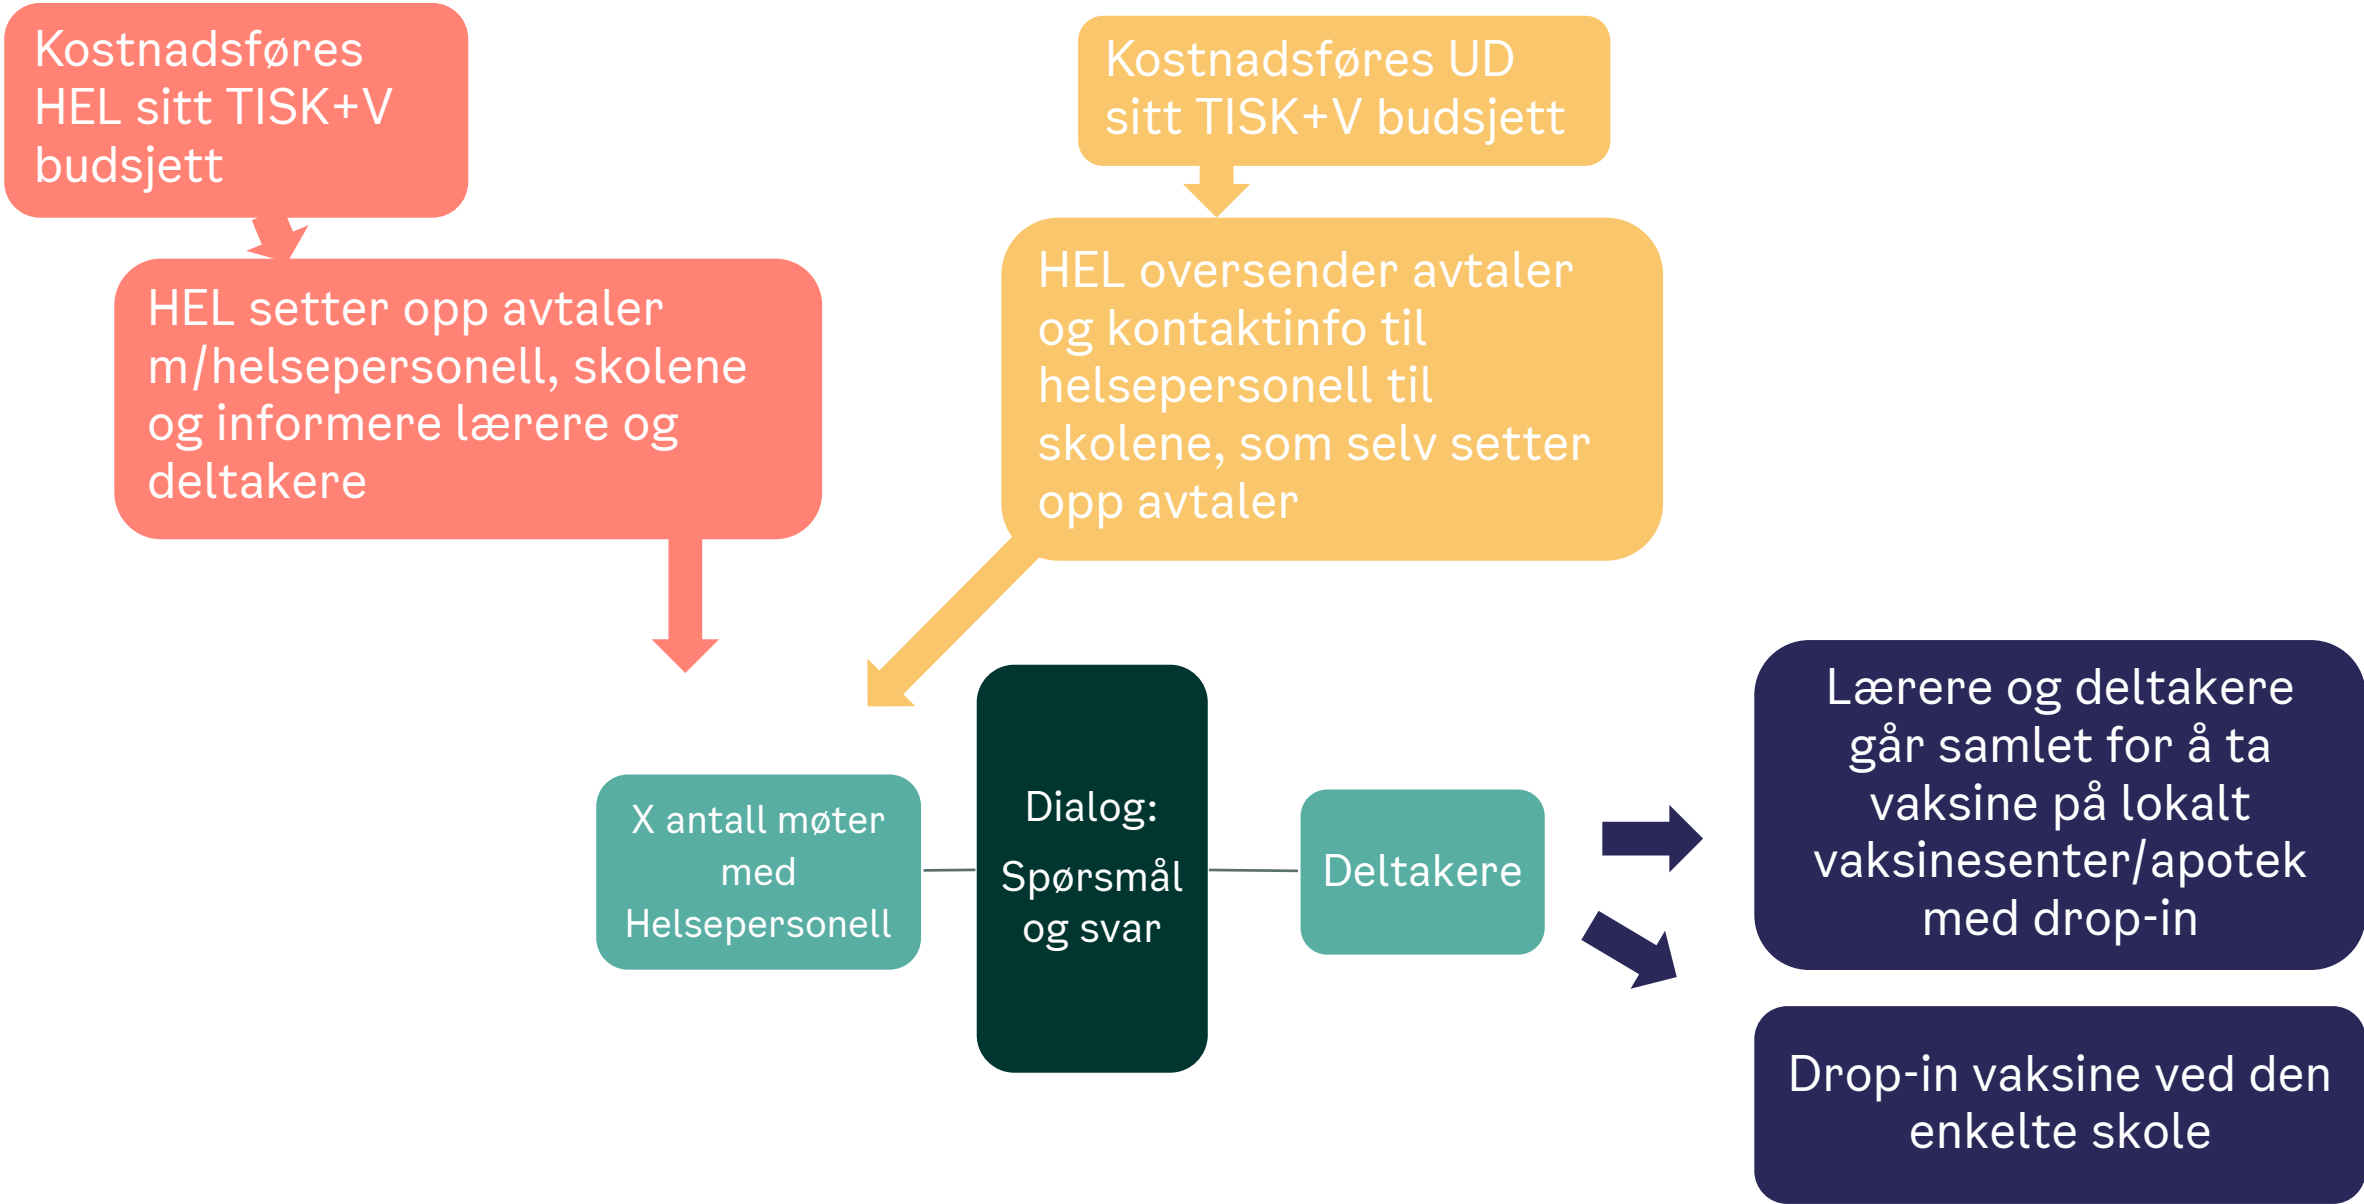 Kostnadsføres
HEL sitt TISK+V
budsjett
Kostnadsføres UD
sitt TISK+V budsjett
HEL setter opp avtaler
m/helsepersonell, skolene
og informere lærere og
deltakere
HEL oversender avtaler
og kontaktinfo til
helsepersonell til
skolene, som selv setter
opp avtaler
X antall møter
med
Helsepersonell
Dialog:
Spørsmål
og svar
Deltakere
Lærere og deltakere
går samlet for å ta
vaksine på lokalt
vaksinesenter/apotek
med drop-in
Drop-in vaksine ved den
enkelte skole